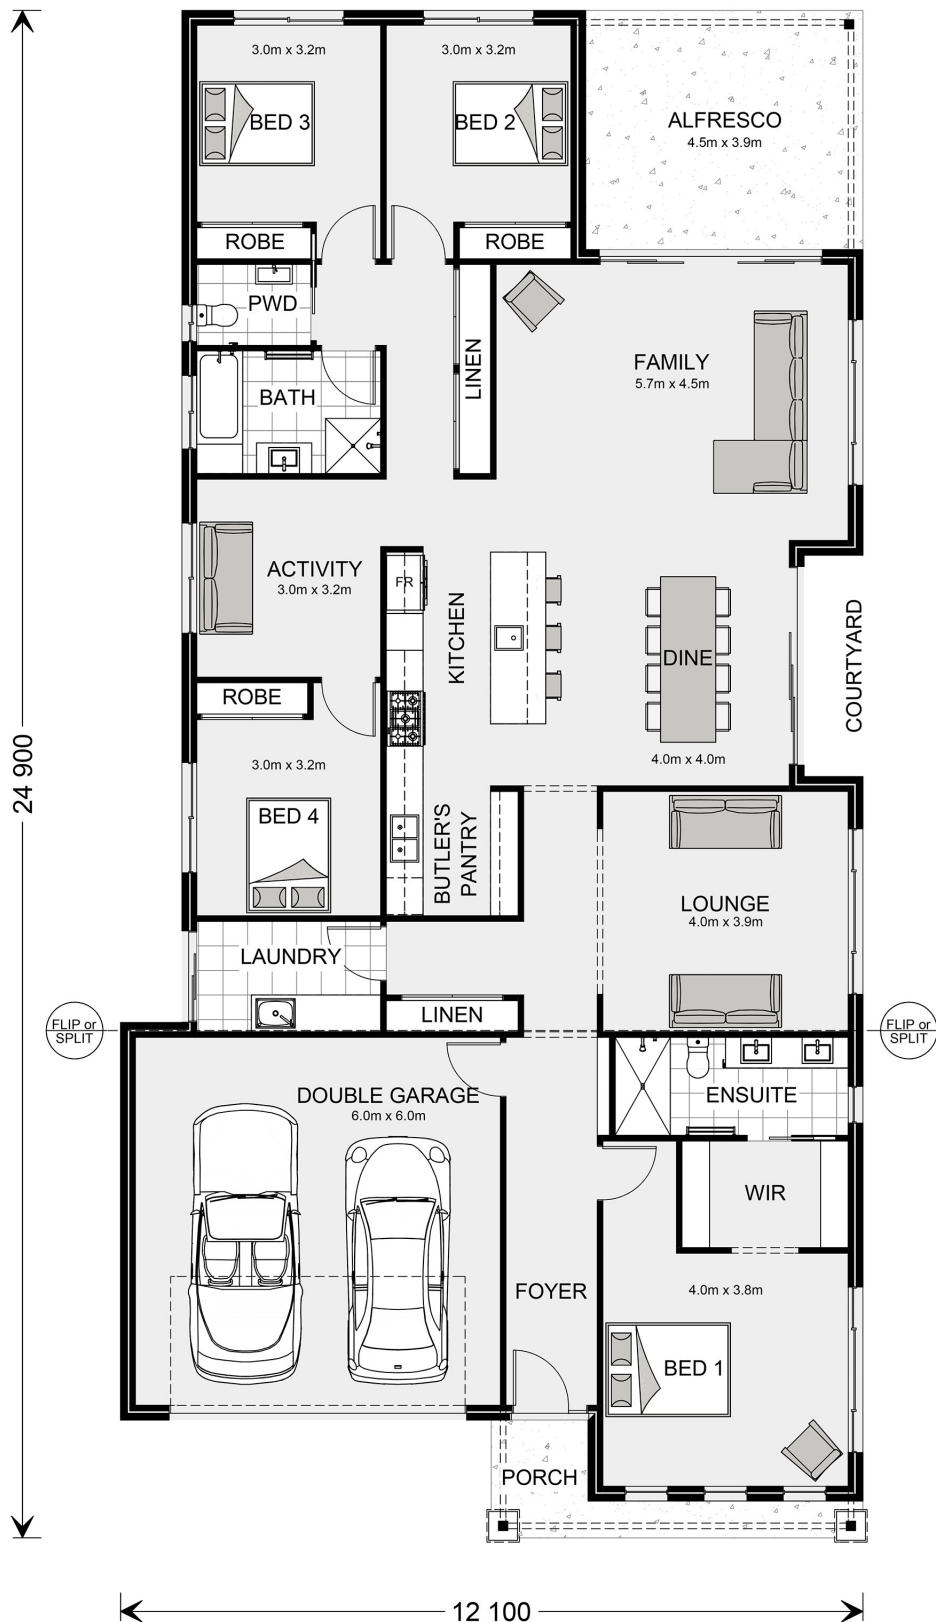 3.0m x 3.2m
BED 3
ROBE
3.0m x 3.2m
BED 2
ROBE
ALFRESCO
4.5m x 3.9m
PWD
BATH
LINEN
FAMILY
5.7m x 4.5m
ACTIVITY
3.0m x 3.2m
FR
KITCHEN
DINE
4.0m x 4.0m
COURTYARD
ROBE
3.0m x 3.2m
BED 4
BUTLER'S
PANTRY
LOUNGE
4.0m x 3.9m
LAUNDRY
LINEN
FLIP or
SPLIT
FLIP or
SPLIT
DOUBLE GARAGE
6.0m x 6.0m
ENSUITE
WIR
FOYER
4.0m x 3.8m
BED 1
PORCH
24 900
12 100